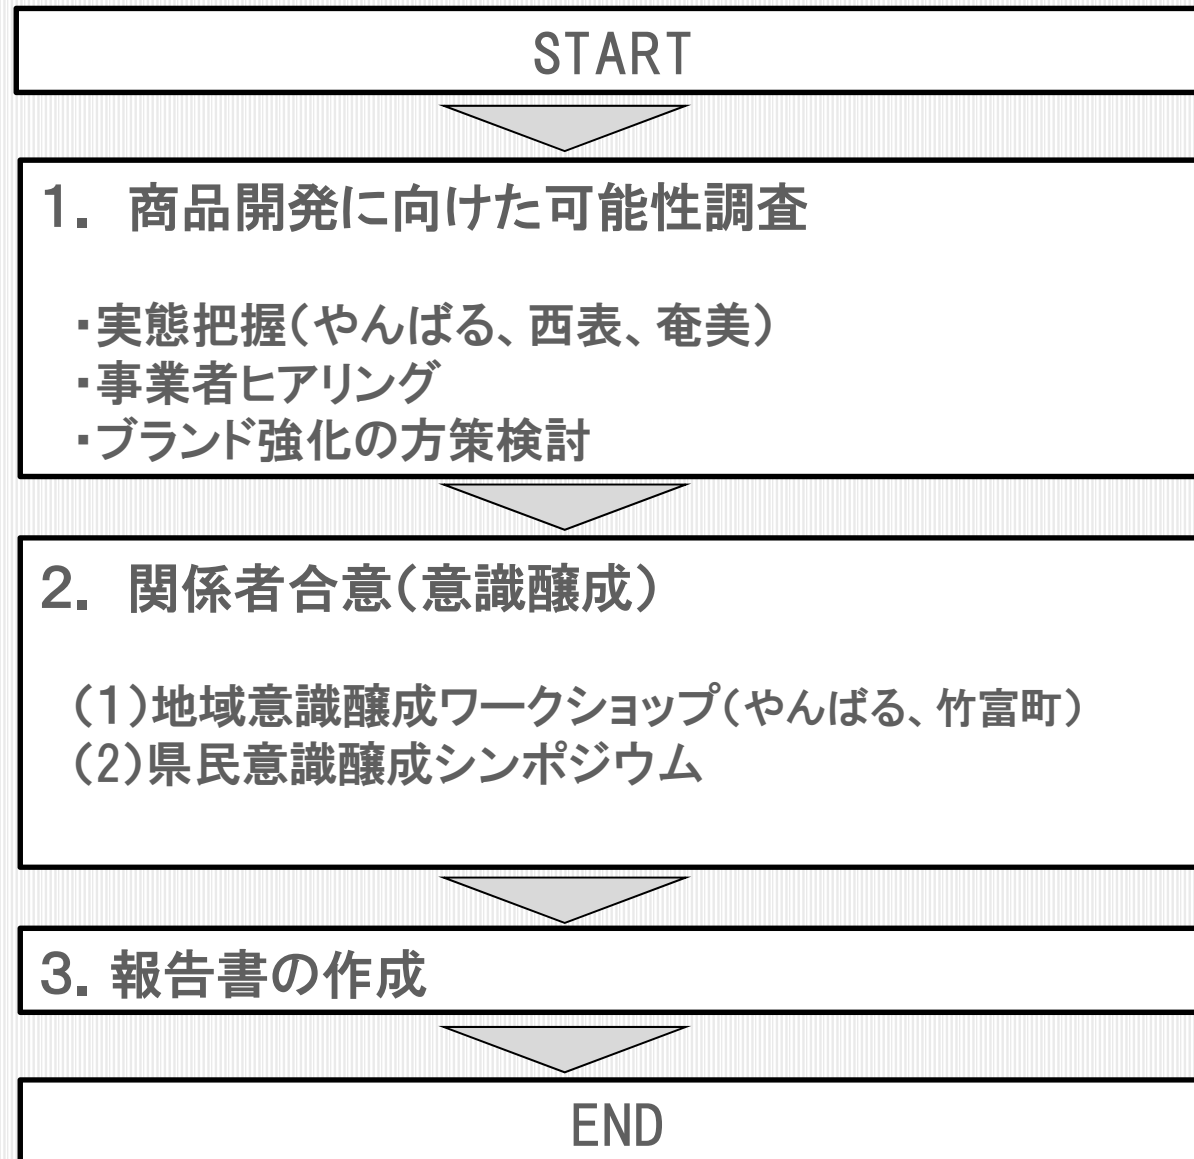 START
１． 商品開発に向けた可能性調査
・実態把握（やんばる、西表、奄美）
・事業者ヒアリング
・ブランド強化の方策検討
２． 関係者合意（意識醸成）
（１）地域意識醸成ワークショップ（やんばる、竹富町）
（２）県民意識醸成シンポジウム
３．報告書の作成
END